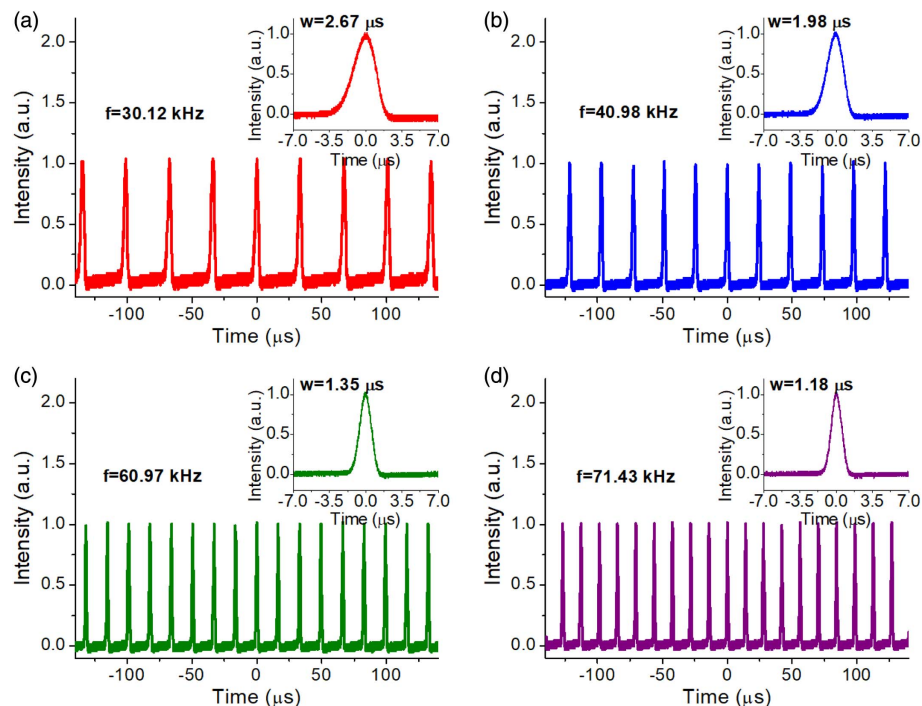 (a)
w=2.67 μs
f=30.12 kHz
Intensity (a.u.)
2.0
1.5
1.0
0.5
0.0
-100 -50 0 50 100
Time (μs)
Intensity (a.u.)
1.0
0.5
0.0
-7.0 -3.5 0.0 3.5 7.0
Time (μs)
(b)
w=1.98 μs
f=40.98 kHz
Intensity (a.u.)
2.0
1.5
1.0
0.5
0.0
-100 -50 0 50 100
Time (μs)
Intensity (a.u.)
1.0
0.5
0.0
-7.0 -3.5 0.0 3.5 7.0
Time (μs)
(c)
w=1.35 μs
f=60.97 kHz
Intensity (a.u.)
2.0
1.5
1.0
0.5
0.0
-100 -50 0 50 100
Time (μs)
Intensity (a.u.)
1.0
0.5
0.0
-7.0 -3.5 0.0 3.5 7.0
Time (μs)
(d)
w=1.18 μs
f=71.43 kHz
Intensity (a.u.)
2.0
1.5
1.0
0.5
0.0
-100 -50 0 50 100
Time (μs)
Intensity (a.u.)
1.0
0.5
0.0
-7.0 -3.5 0.0 3.5 7.0
Time (μs)